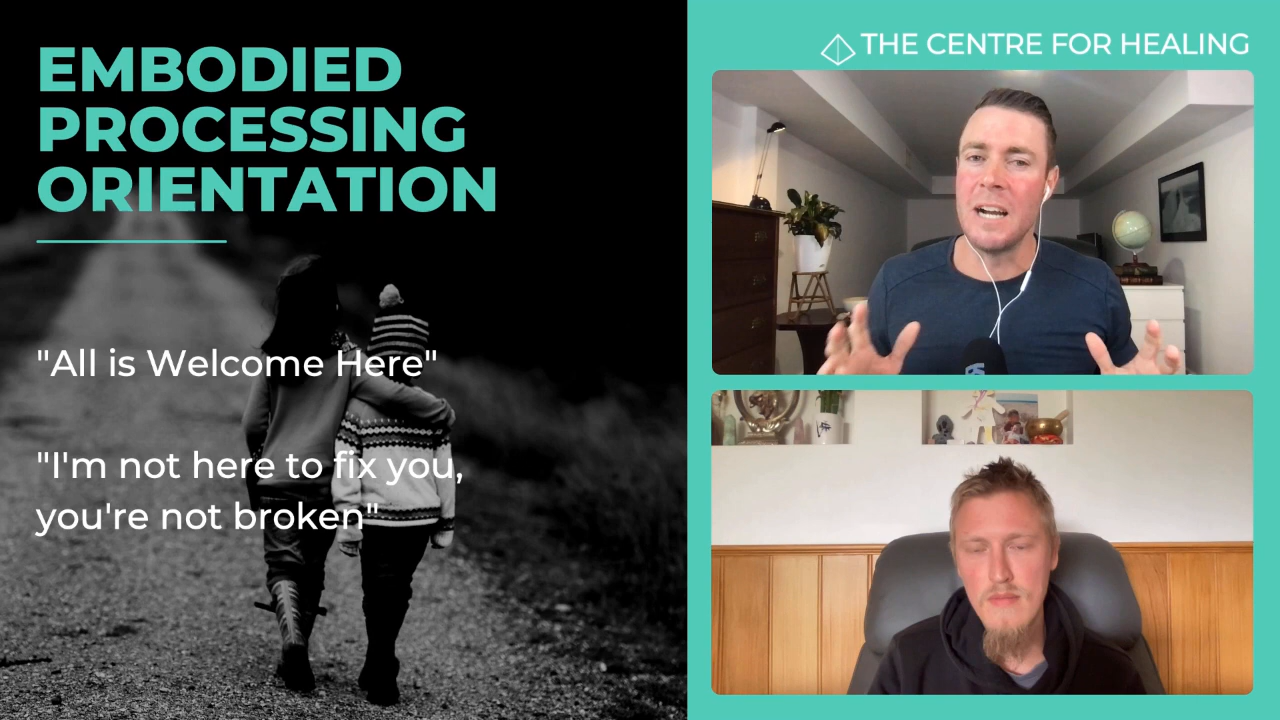 EMBODIED
PROCESSING
ORIENTATION
"All is Welcome Here"
"I'm not here to fix you,
you're not broken"
THE CENTRE FOR HEALING